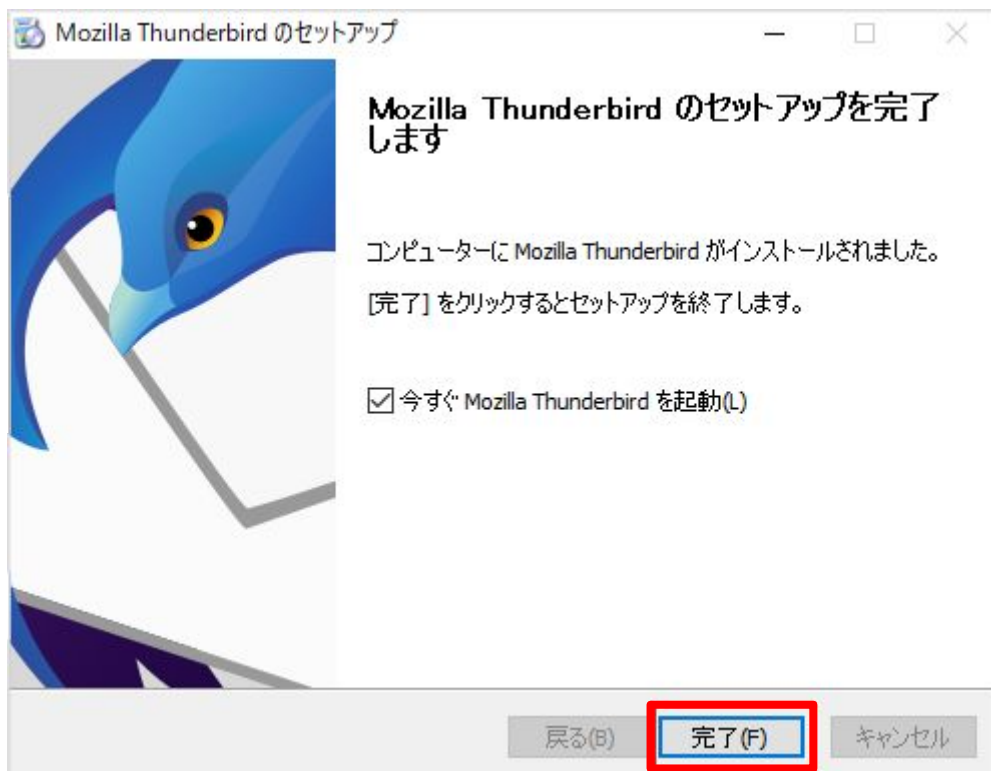 Mozilla Thunderbird のセットアップ
Mozilla Thunderbird のセットアップを完了
します
コンピューターに Mozilla Thunderbird がインストールされました。
[完了] をクリックするとセットアップを終了します。
今すぐ Mozilla Thunderbird を起動(L)
戻る(B) 完了(F) キャンセル